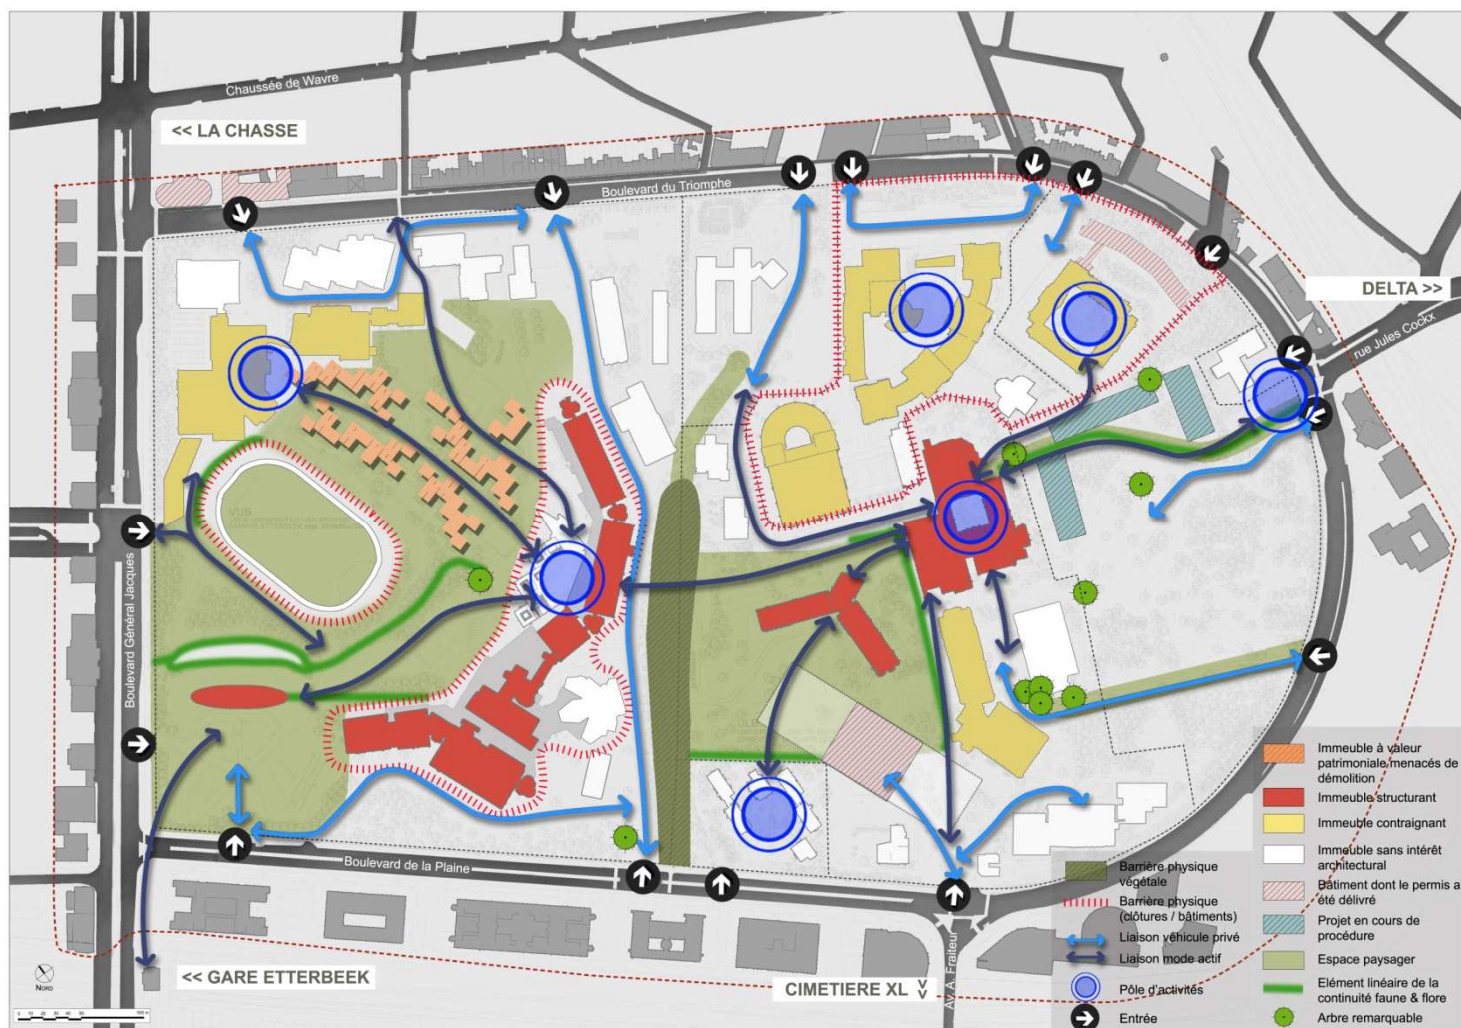 Chaussée de Wavre
<< LA CHASSE
Boulevard du Triomphe
DELTA >>
rue Jules Cockx
VUB
Boulevard Général Jacques
ULB
Boulevard de la Plaine
Av. A. Fraiteur
<< GARE ETTERBEEK
CIMETIERE XL >>
NORD
Barrière physique
végétale
Barrière physique
(clôtures / bâtiments)
Liaison véhicule privé
Liaison mode actif
Pôle d'activités
Entrée
Immeuble à valeur
patrimoniale menacés de
démolition
Immeuble structurant
Immeuble contraignant
Immeuble sans intérêt
architectural
Bâtiment dont le permis a
été délivré
Projet en cours de
procédure
Espace paysager
Elément linéaire de la
continuité faune & flore
Arbre remarquable